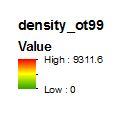 density_ot99
Value
High : 9311.6
Low : 0